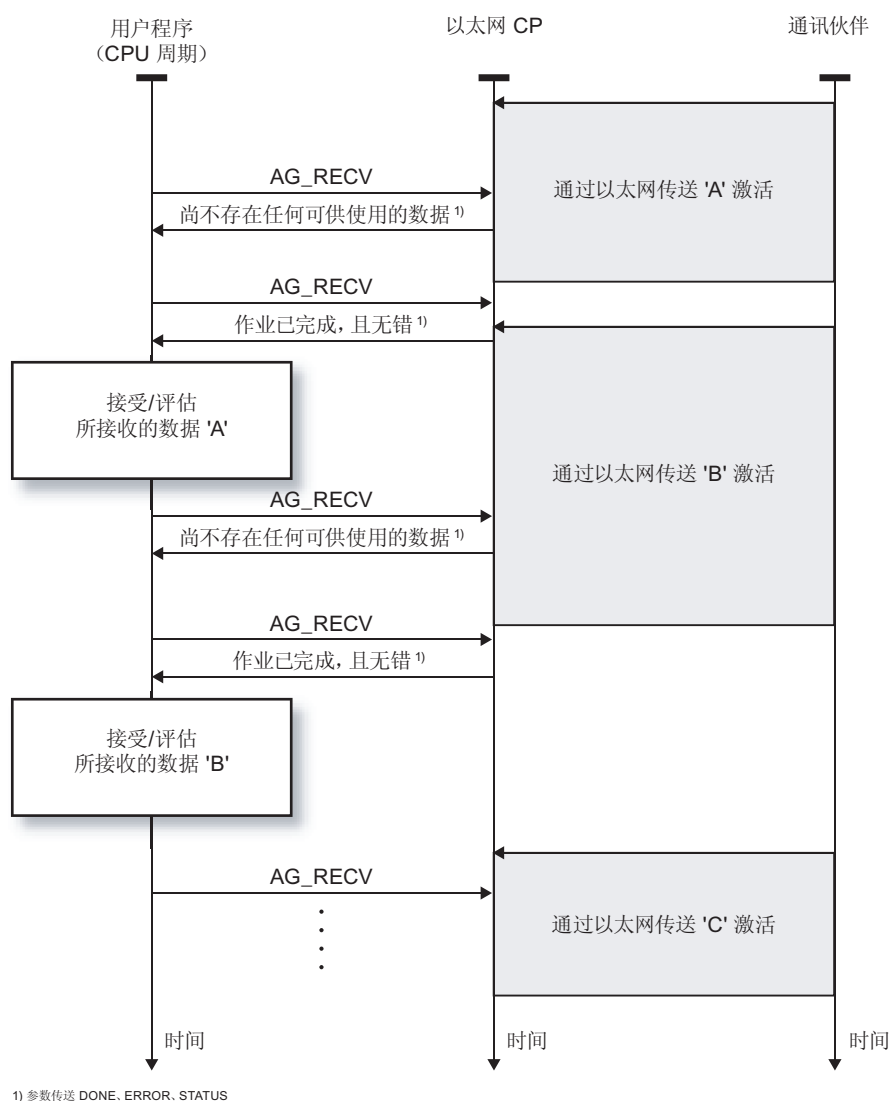 用户程序
（CPU 周期）
以太网 CP
通讯伙伴
AG_RECV
通过以太网传送 'A' 激活
尚不存在任何可供使用的数据 1)
AG_RECV
作业已完成，且无错 1)
接受/评估
所接收的数据 'A'
通过以太网传送 'B' 激活
AG_RECV
尚不存在任何可供使用的数据 1)
AG_RECV
作业已完成，且无错 1)
接受/评估
所接收的数据 'B'
AG_RECV
通过以太网传送 'C' 激活
时间
时间
时间
1) 参数传送 DONE、ERROR、STATUS